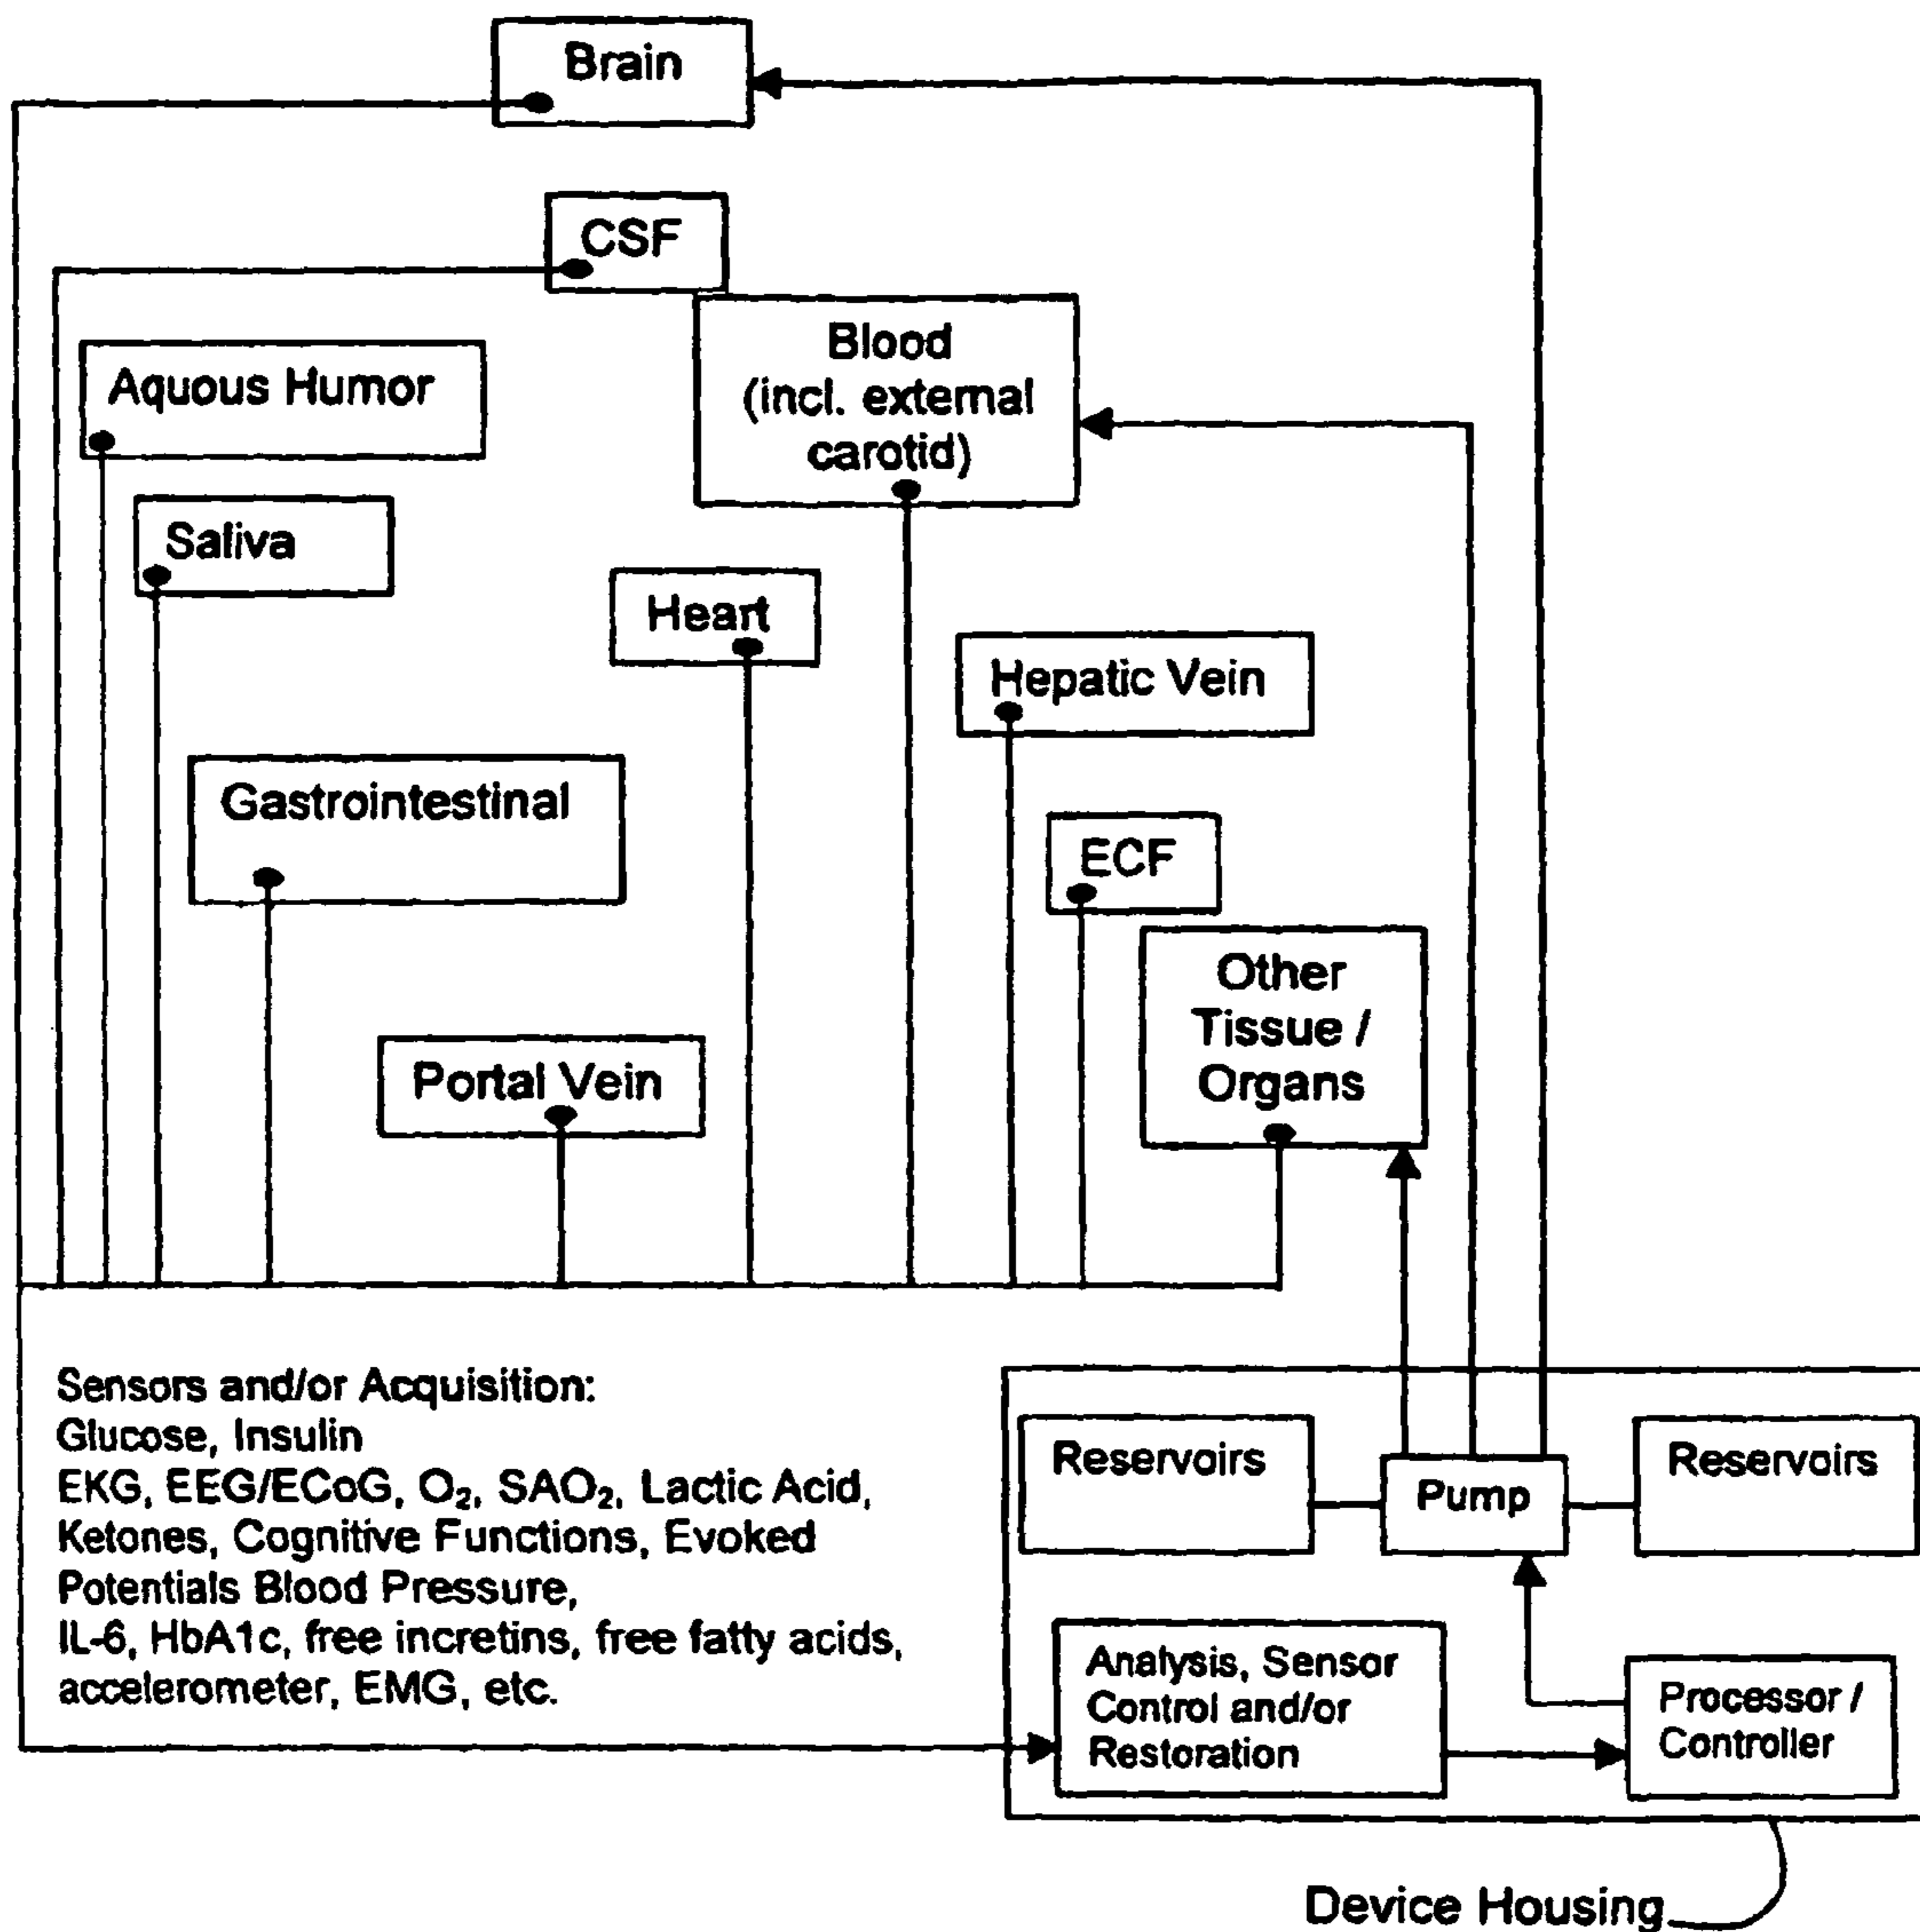 Brain
CSF
Blood
(incl. external
carotid)
Aquous Humor
Saliva
Heart
Hepatic Vein
Gastrointestinal
ECF
Other
Tissue /
Organs
Portal Vein
Sensors and/or Acquisition:
Glucose, Insulin
EKG, EEG/ECoG, O₂, SAO₂, Lactic Acid,
Ketones, Cognitive Functions, Evoked
Potentials Blood Pressure,
IL-6, HbA1c, free incretins, free fatty acids,
accelerometer, EMG, etc.
Reservoirs
Pump
Reservoirs
Analysis, Sensor
Control and/or
Restoration
Processor /
Controller
Device Housing